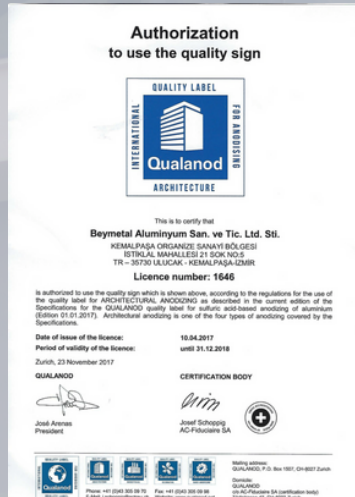 Authorization
to use the quality sign
QUALITY LABEL
INTERNATIONAL
FOR ANODISING
Qualanod
ARCHITECTURE
This is to certify that
Beymetal Aluminyum San. ve Tic. Ltd. Sti.
KEMALPAŞA ORGANIZE SANAYİ BÖLGESİ
İSTİKLAL MAHALLESİ 21 SOK NO:5
TR – 35730 ULUCAK - KEMALPAŞA-İZMİR
Licence number: 1646
is authorized to use the quality sign which is shown above, according to the regulations for the use of
the quality label for ARCHITECTURAL ANODIZING as described in the current edition of the
Specifications for the QUALANOD quality label for sulfuric acid-based anodizing of aluminium
(Edition 01.01.2017). Architectural anodizing is one of the four types of anodizing covered by the
Specifications.
Date of issue of the licence: 10.04.2017
Period of validity of the licence: until 31.12.2018
Zurich, 23 November 2017
QUALANOD CERTIFICATION BODY
José Arenas Josef Schoppig
President AC-Fiduciaire SA
Mailing address:
QUALANOD, P.O. Box 1507, CH-8027 Zurich
Domicile:
QUALANOD
c/o AC-Fiduciaire SA (certification body)